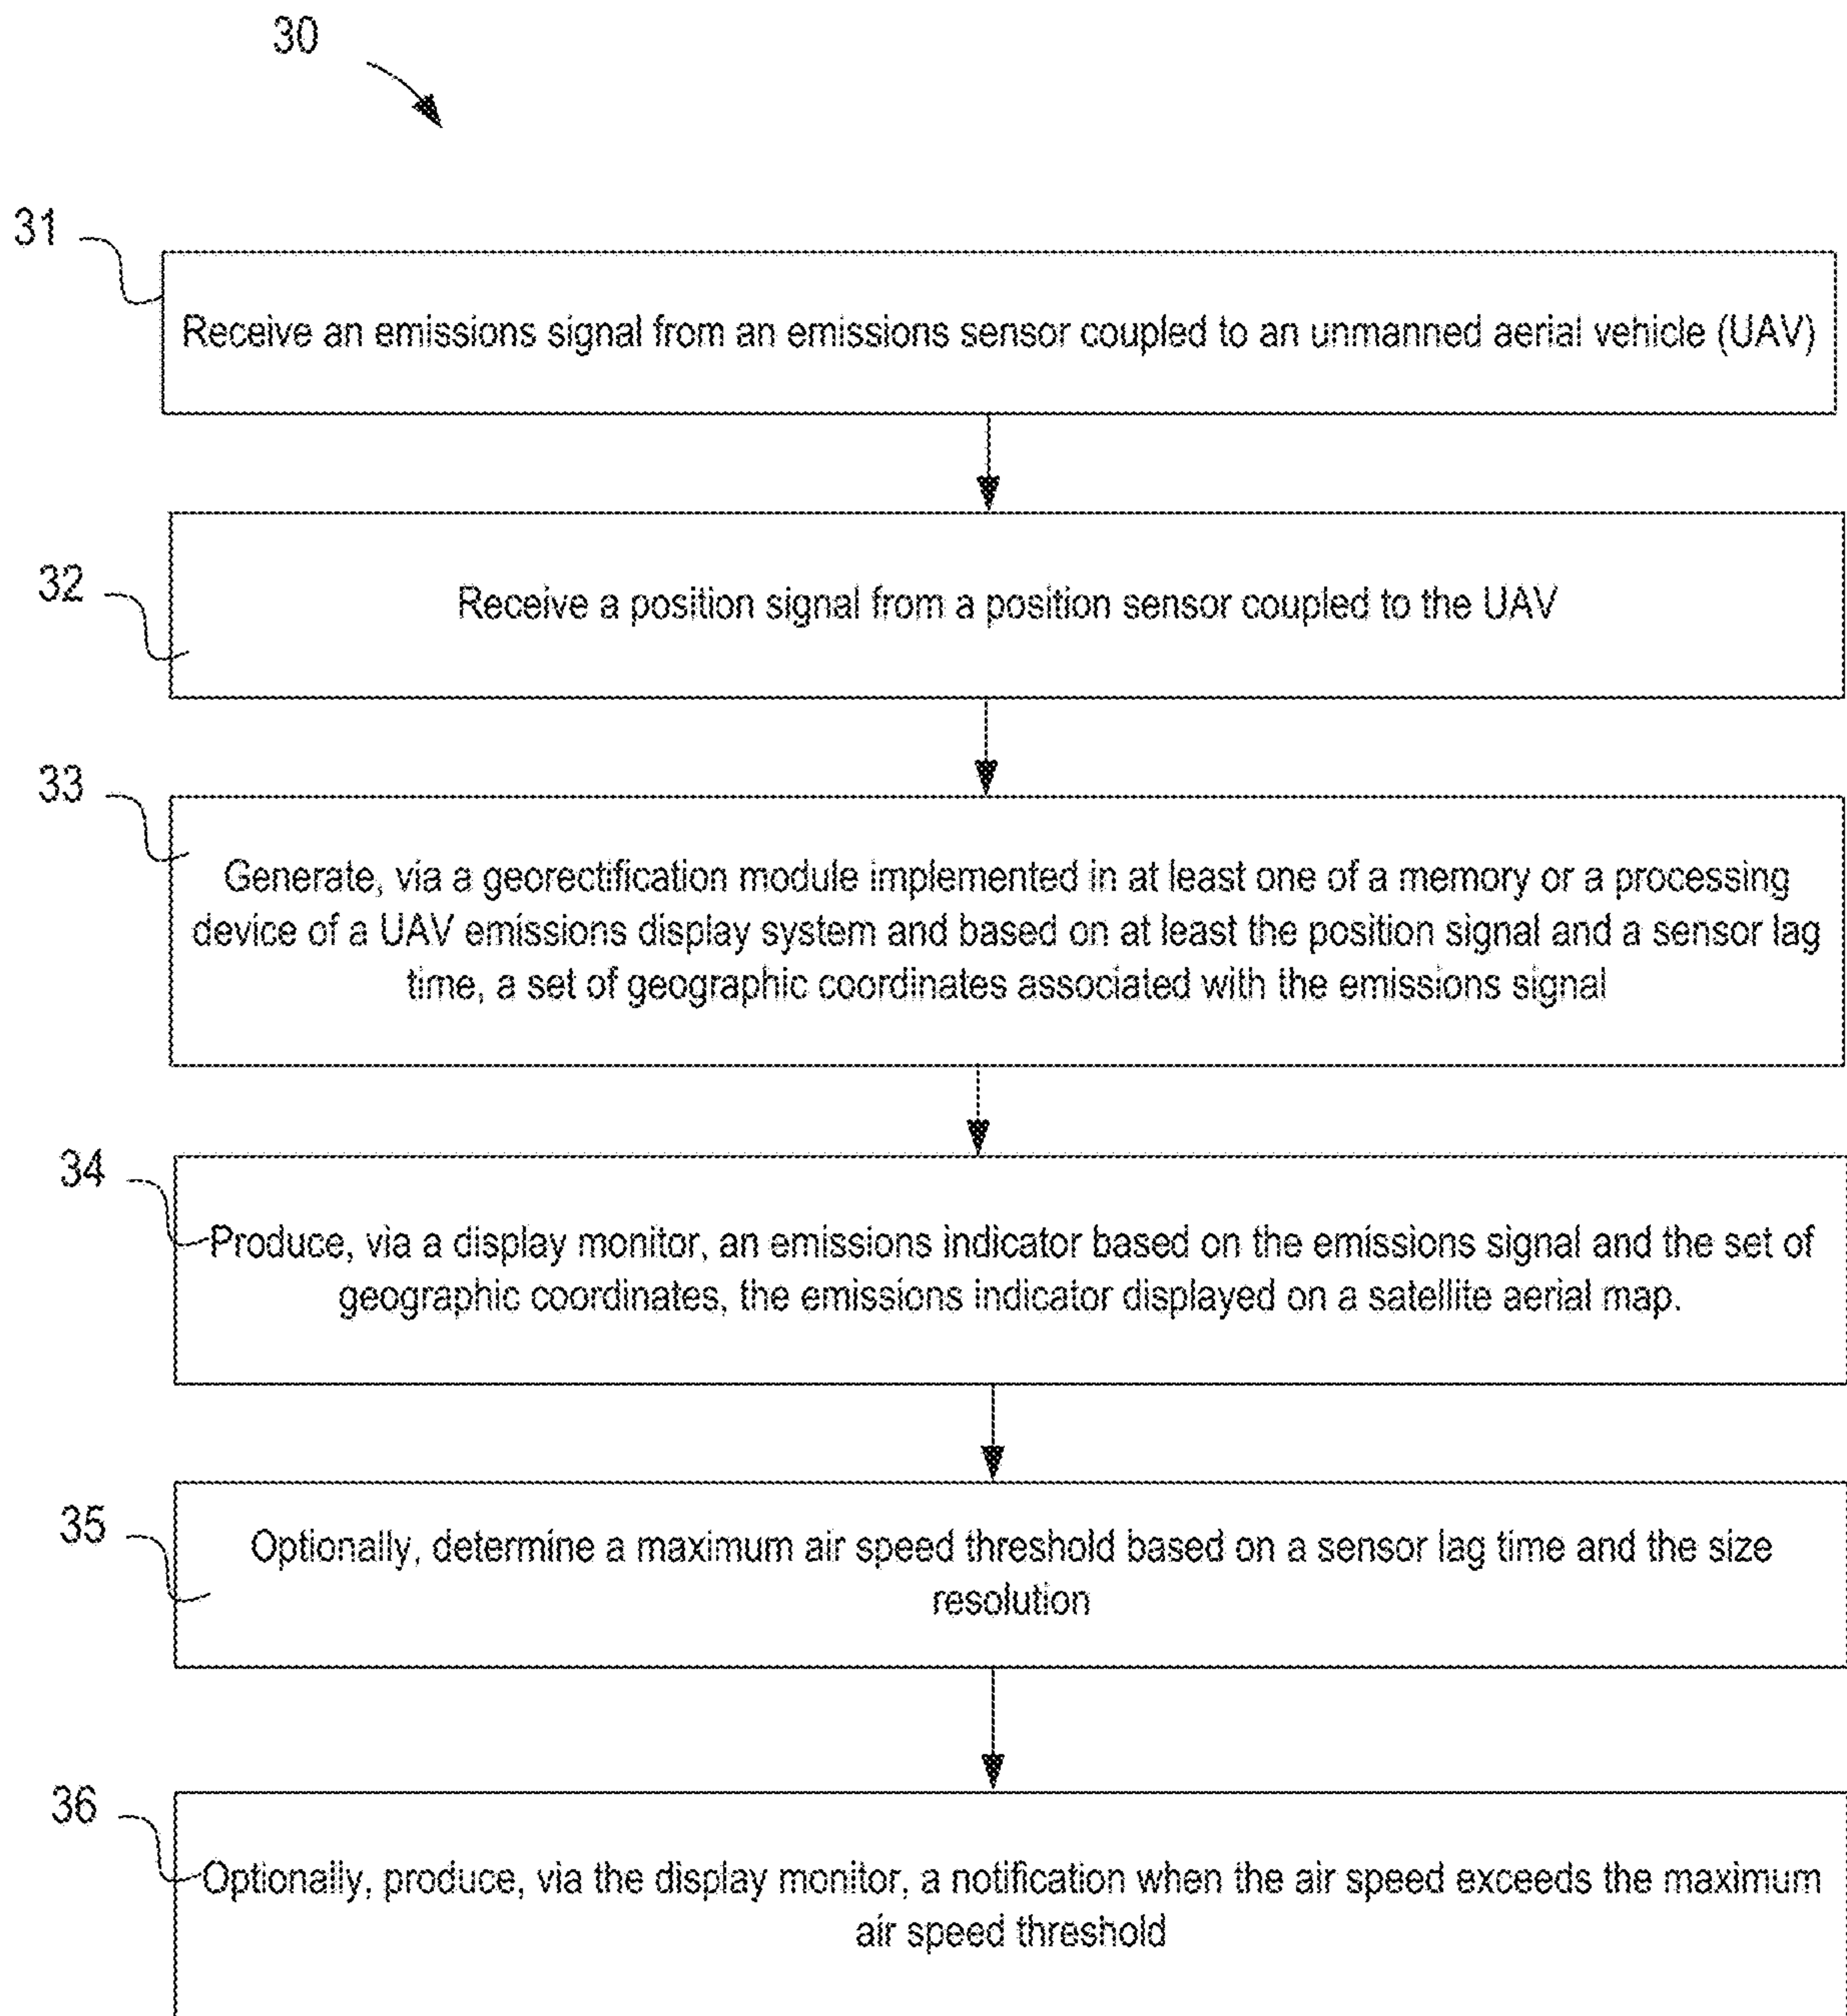 30
31
Receive an emissions signal from an emissions sensor coupled to an unmanned aerial vehicle (UAV)
32
Receive a position signal from a position sensor coupled to the UAV
33
Generate, via a georectification module implemented in at least one of a memory or a processing
device of a UAV emissions display system and based on at least the position signal and a sensor lag
time, a set of geographic coordinates associated with the emissions signal
34
Produce, via a display monitor, an emissions indicator based on the emissions signal and the set of
geographic coordinates, the emissions indicator displayed on a satellite aerial map.
35
Optionally, determine a maximum air speed threshold based on a sensor lag time and the size
resolution
36
Optionally, produce, via the display monitor, a notification when the air speed exceeds the maximum
air speed threshold